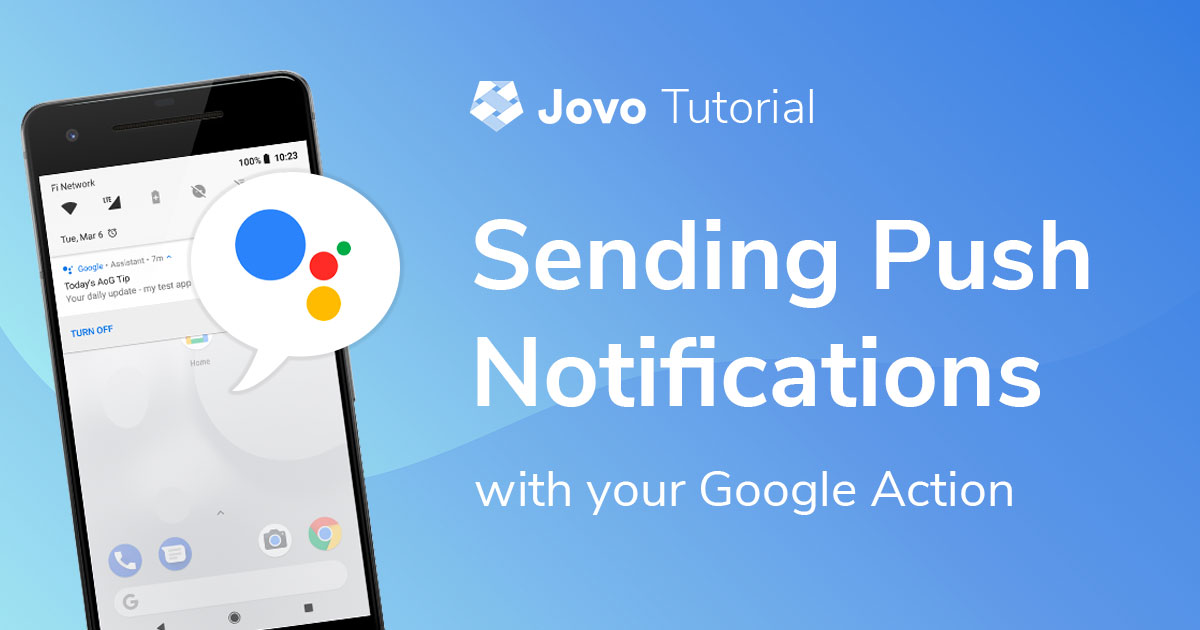 Jovo Tutorial
Sending Push
Notifications
with your Google Action
100% 10:23
Fi Network
LTE
Tue, Mar 6
Google • Assistant • 7m
Today's AoG Tip
Your daily update - my test app
TURN OFF
Home
G